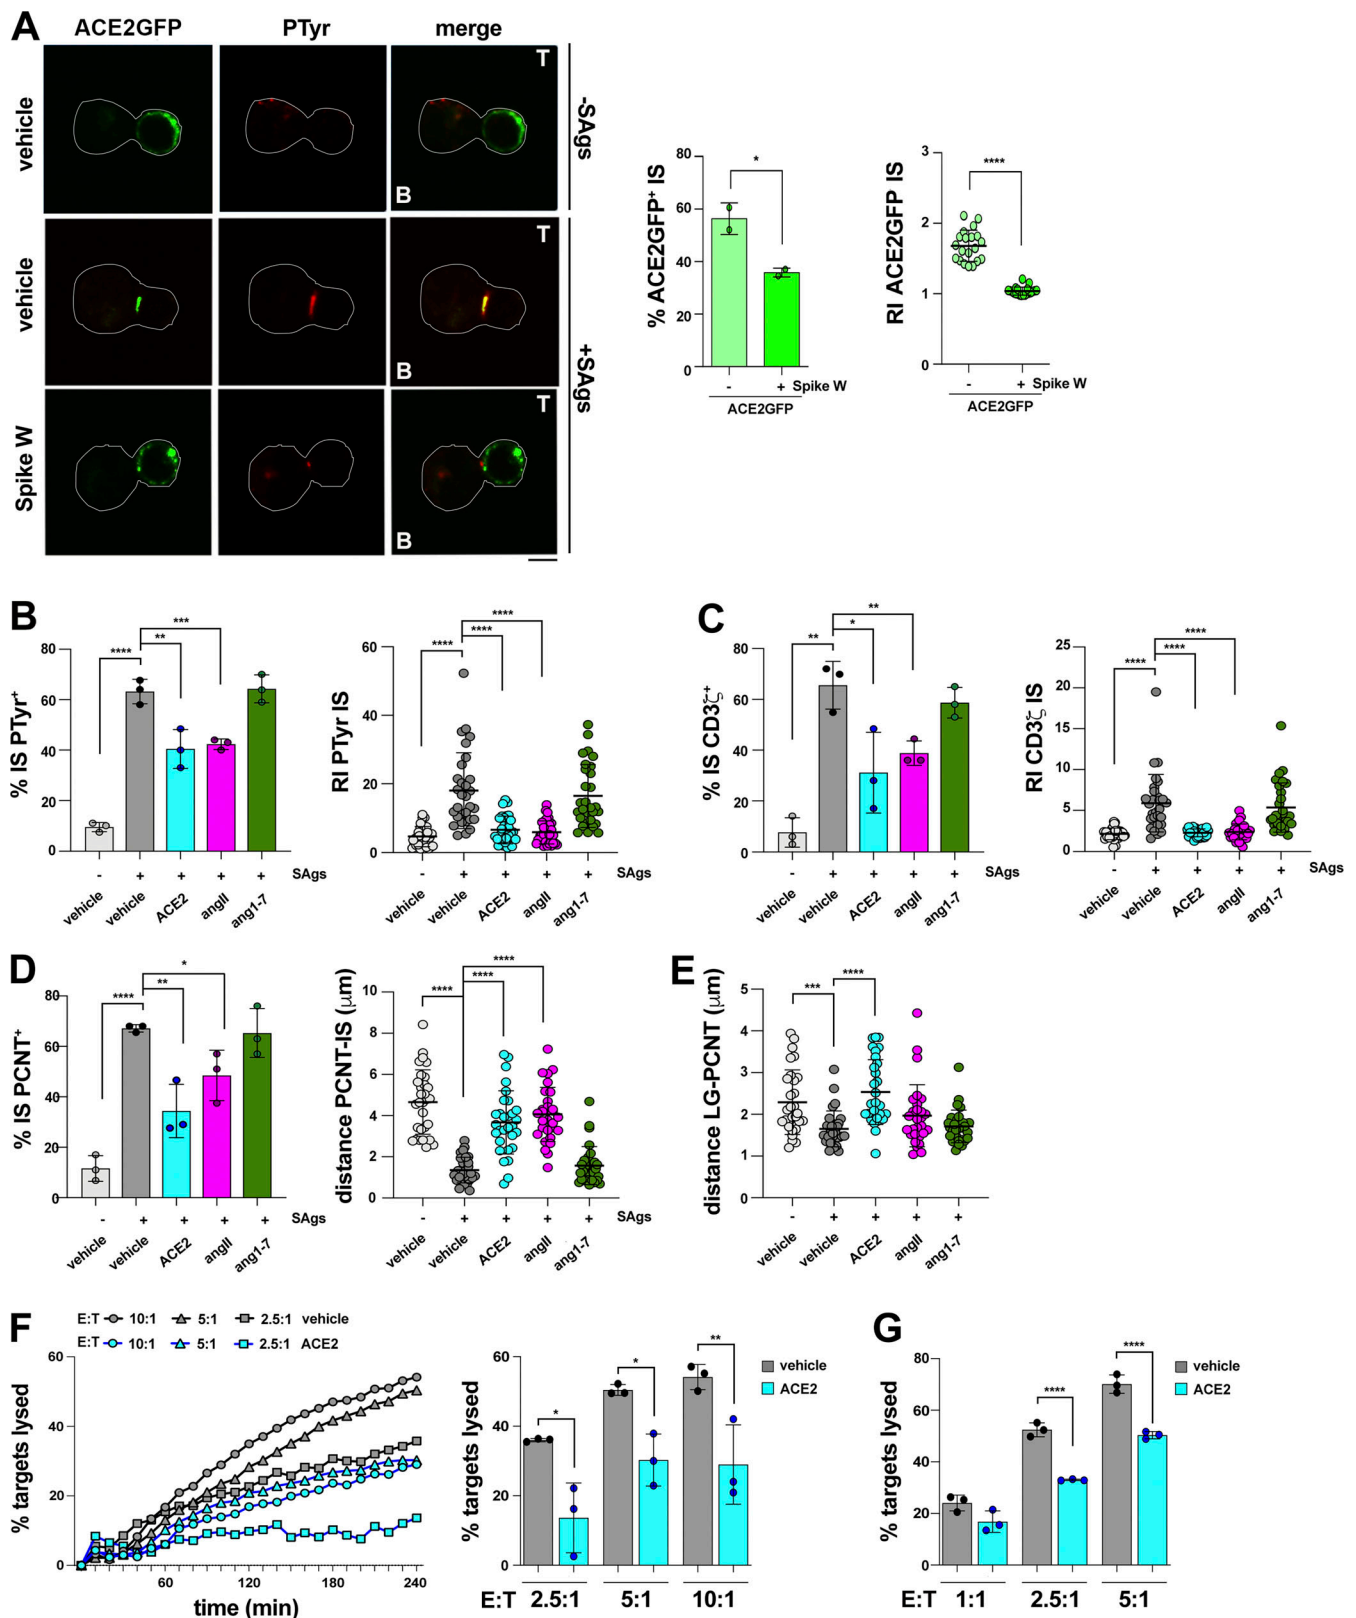 A
ACE2GFP PTyr merge
vehicle
vehicle
Spike W
T
B
T
B
T
B
-SAgs
+SAgs
% ACE2GFP+ IS
80
60
40
20
0
*
- + Spike W
ACE2GFP
RI ACE2GFP IS
3
2
1
0
****
- + Spike W
ACE2GFP
B
% IS PTyr+
80
60
40
20
0
****
**
***
- + + + + SAgs
vehicle vehicle ACE2 angII ang1-7
RI PTyr IS
60
40
20
0
****
****
****
- + + + +
vehicle vehicle ACE2 angII ang1-7
C
% IS CD3ζ+
80
60
40
20
0
**
*
**
- + + + + SAgs
vehicle vehicle ACE2 angII ang1-7
RI CD3ζ IS
25
20
15
10
5
0
****
****
****
- + + + + SAgs
vehicle vehicle ACE2 angII ang1-7
D
% IS PCNT+
80
60
40
20
0
****
**
*
- + + + + SAgs
vehicle vehicle ACE2 angII ang1-7
distance PCNT-IS (μm)
10
8
6
4
2
0
****
****
****
- + + + + SAgs
vehicle vehicle ACE2 angII ang1-7
E
distance LG-PCNT (μm)
5
4
3
2
1
0
***
****
- + + + +
vehicle vehicle ACE2 angII ang1-7
F
E:T 10:1 5:1 2.5:1 vehicle
E:T 10:1 5:1 2.5:1 ACE2
% targets lysed
60
40
20
0
60 120 180 240
time (min)
% targets lysed
60
40
20
0
*
*
**
vehicle
ACE2
E:T 2.5:1 5:1 10:1
G
% targets lysed
80
60
40
20
0
****
****
vehicle
ACE2
E:T 1:1 2.5:1 5:1